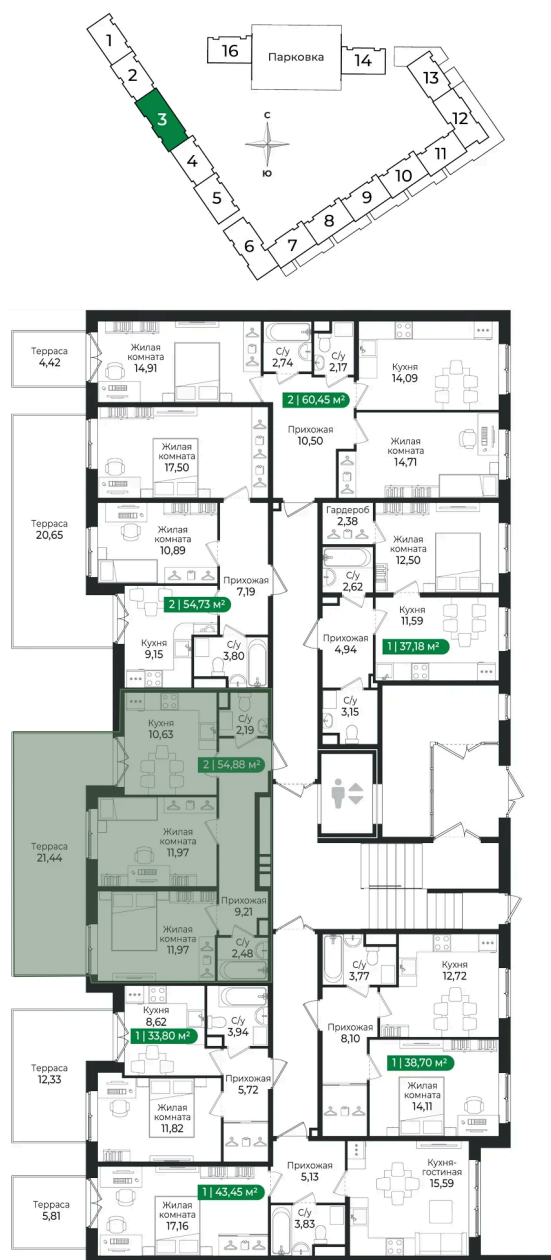 1
2
3
4
5
6
7
8
9
10
11
12
13
14
16
Парковка
С
Ю
Терраса
4,42
Жилая
комната
14,91
С/у
2,74
С/у
2,17
Кухня
14,09
2 | 60,45 м²
Прихожая
10,50
Жилая
комната
17,50
Жилая
комната
14,71
Терраса
20,65
Жилая
комната
10,89
Гардероб
2,38
Жилая
комната
12,50
С/у
2,62
Прихожая
7,19
2 | 54,73 м²
Кухня
9,15
С/у
3,80
Прихожая
4,94
Кухня
11,59
1 | 37,18 м²
С/у
3,15
Кухня
10,63
С/у
2,19
2 | 54,88 м²
Терраса
21,44
Жилая
комната
11,97
Прихожая
9,21
Жилая
комната
11,97
С/у
2,48
С/у
3,77
Кухня
12,72
Кухня
8,62
1 | 33,80 м²
С/у
3,94
Прихожая
8,10
Терраса
12,33
Прихожая
5,72
1 | 38,70 м²
Жилая
комната
14,11
Жилая
комната
11,82
Терраса
5,81
1 | 43,45 м²
Жилая
комната
17,16
Прихожая
5,13
С/у
3,83
Кухня-
гостиная
15,59